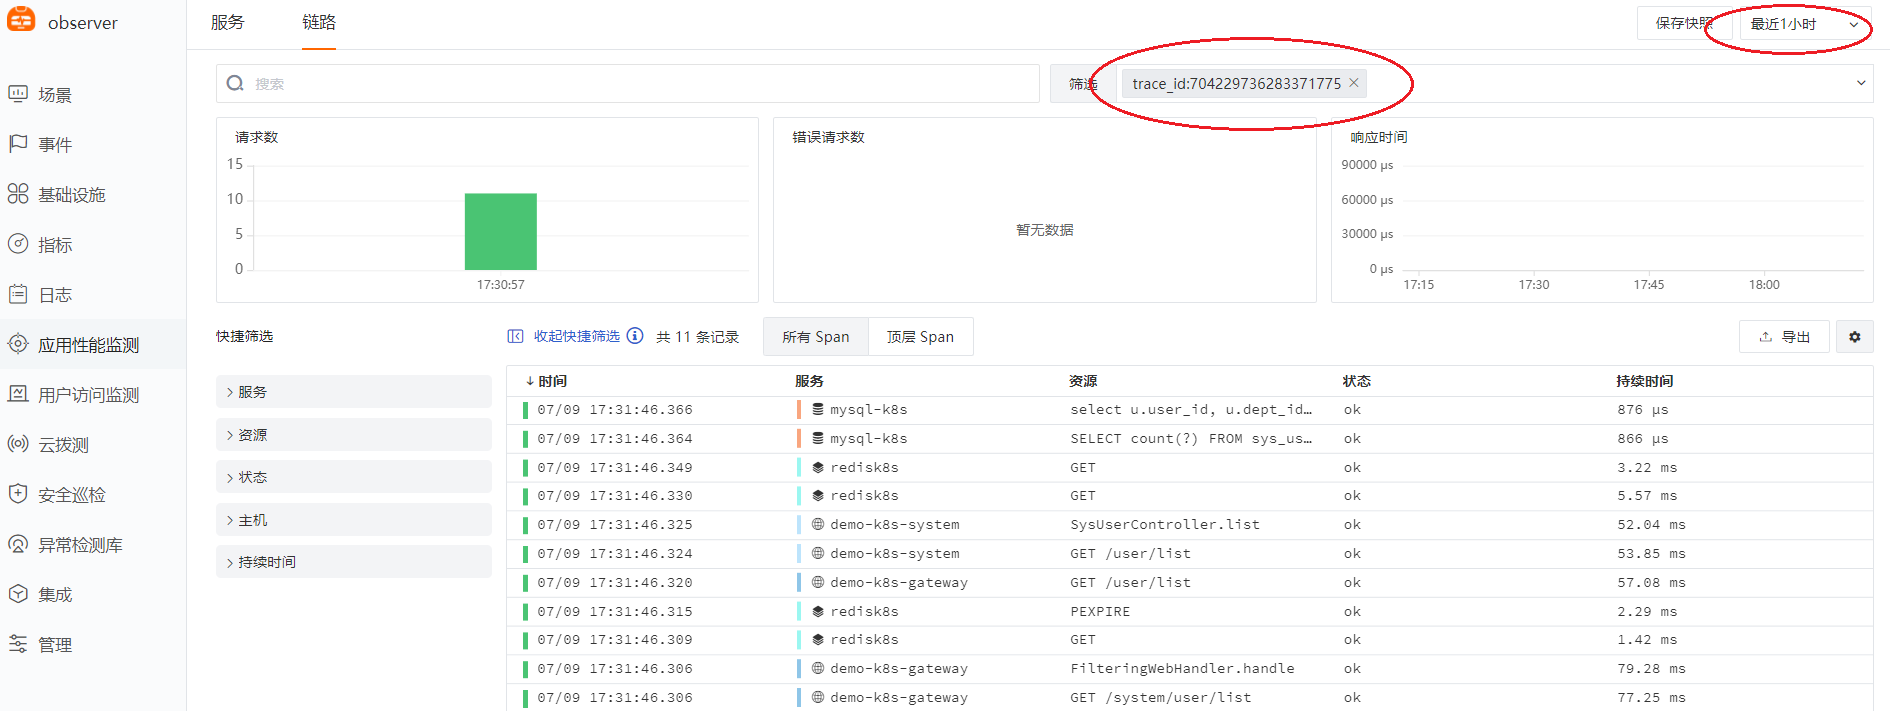 observer
服务 链路
保存快照 最近1小时
搜索
筛选 trace_id:704229736283371775 ×
场景
事件
基础设施
指标
日志
应用性能监测
用户访问监测
云拨测
安全巡检
异常检测库
集成
管理
请求数
15
10
5
0
17:30:57
错误请求数
暂无数据
响应时间
90000 μs
60000 μs
30000 μs
0 μs
17:15 17:30 17:45 18:00
快捷筛选
服务
资源
状态
主机
持续时间
收起快捷筛选 共 11 条记录 所有 Span 顶层 Span 导出
时间 服务 资源 状态 持续时间
07/09 17:31:46.366 mysql-k8s select u.user_id, u.dept_id… ok 876 μs
07/09 17:31:46.364 mysql-k8s SELECT count(?) FROM sys_us… ok 866 μs
07/09 17:31:46.349 redisk8s GET ok 3.22 ms
07/09 17:31:46.330 redisk8s GET ok 5.57 ms
07/09 17:31:46.325 demo-k8s-system SysUserController.list ok 52.04 ms
07/09 17:31:46.324 demo-k8s-system GET /user/list ok 53.85 ms
07/09 17:31:46.320 demo-k8s-gateway GET /user/list ok 57.08 ms
07/09 17:31:46.315 redisk8s PEXPIRE ok 2.29 ms
07/09 17:31:46.309 redisk8s GET ok 1.42 ms
07/09 17:31:46.306 demo-k8s-gateway FilteringWebHandler.handle ok 79.28 ms
07/09 17:31:46.306 demo-k8s-gateway GET /system/user/list ok 77.25 ms